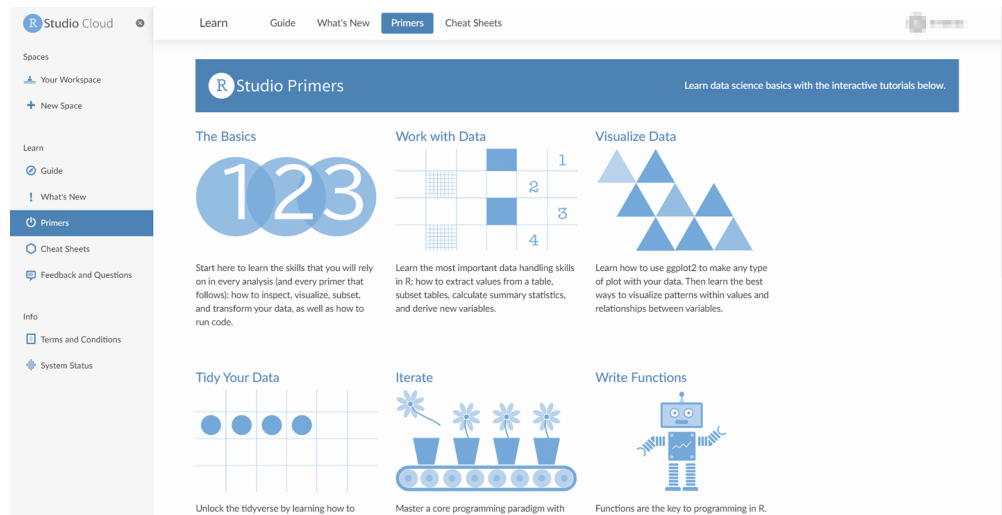 R Studio Cloud
Spaces
Your Workspace
New Space
Learn
Guide
What's New
Primers
Cheat Sheets
Feedback and Questions
Info
Terms and Conditions
System Status
Learn Guide What's New Primers Cheat Sheets
R Studio Primers Learn data science basics with the interactive tutorials below.
The Basics
123
Start here to learn the skills that you will rely
on in every analysis (and every primer that
follows): how to inspect, visualize, subset,
and transform your data, as well as how to
run code.
Work with Data
1
2
3
4
Learn the most important data handling skills
in R: how to extract values from a table,
subset tables, calculate summary statistics,
and derive new variables.
Visualize Data
Learn how to use ggplot2 to make any type
of plot with your data. Then learn the best
ways to visualize patterns within values and
relationships between variables.
Tidy Your Data
Unlock the tidyverse by learning how to
Iterate
Master a core programming paradigm with
Write Functions
Functions are the key to programming in R.